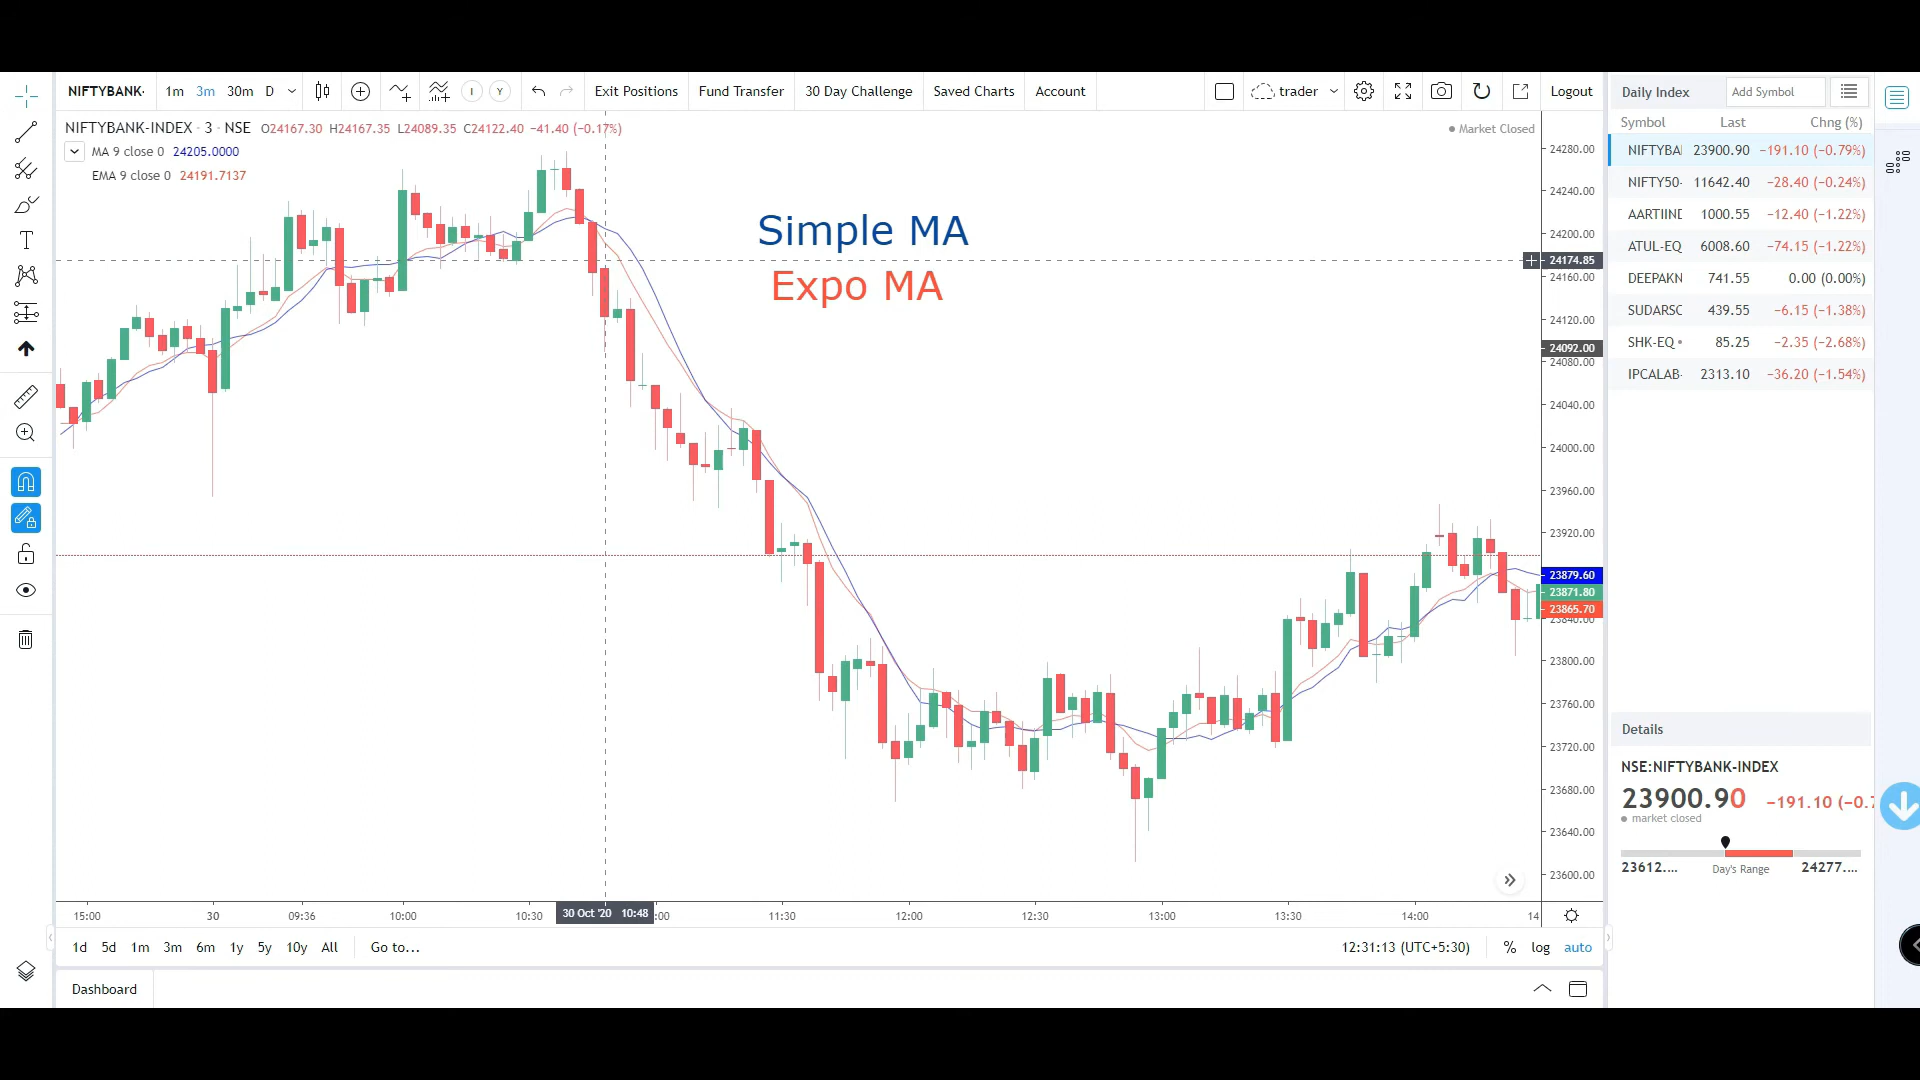 NIFTYBANK· 1m 3m 30m D I Y Exit Positions Fund Transfer 30 Day Challenge Saved Charts Account trader Logout
NIFTYBANK-INDEX · 3 · NSE O24167.30 H24167.35 L24089.35 C24122.40 −41.40 (−0.17%)
Market Closed
MA 9 close 0 24205.0000
EMA 9 close 0 24191.7137
Simple MA
Expo MA
24280.00
24240.00
24200.00
24174.85
24160.00
24120.00
24092.00
24080.00
24040.00
24000.00
23960.00
23920.00
23879.60
23871.80
23865.70
23840.00
23800.00
23760.00
23720.00
23680.00
23640.00
23600.00
15:00 30 09:36 10:00 10:30 30 Oct '20 10:48 :00 11:30 12:00 12:30 13:00 13:30 14:00 14
1d 5d 1m 3m 6m 1y 5y 10y All Go to... 12:31:13 (UTC+5:30) % log auto
Dashboard
Daily Index Add Symbol
Symbol Last Chng (%)
NIFTYBA 23900.90 −191.10 (−0.79%)
NIFTY50- 11642.40 −28.40 (−0.24%)
AARTIIND 1000.55 −12.40 (−1.22%)
ATUL-EQ 6008.60 −74.15 (−1.22%)
DEEPAKN 741.55 0.00 (0.00%)
SUDARSC 439.55 −6.15 (−1.38%)
SHK-EQ 85.25 −2.35 (−2.68%)
IPCALAB- 2313.10 −36.20 (−1.54%)
Details
NSE:NIFTYBANK-INDEX
23900.90 −191.10 (−0.7
market closed
23612.... Day's Range 24277....